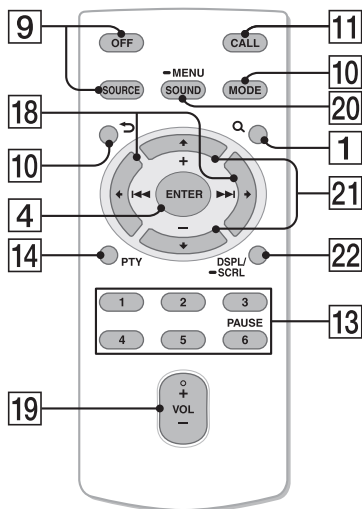 9
11
OFF
CALL
10
-MENU
SOURCE
SOUND
MODE
18
20
10
1
+
ENTER
4
21
-
14
PTY
DSPL/
-SCRL
22
1
2
3
PAUSE
13
4
5
6
19
+
VOL
-